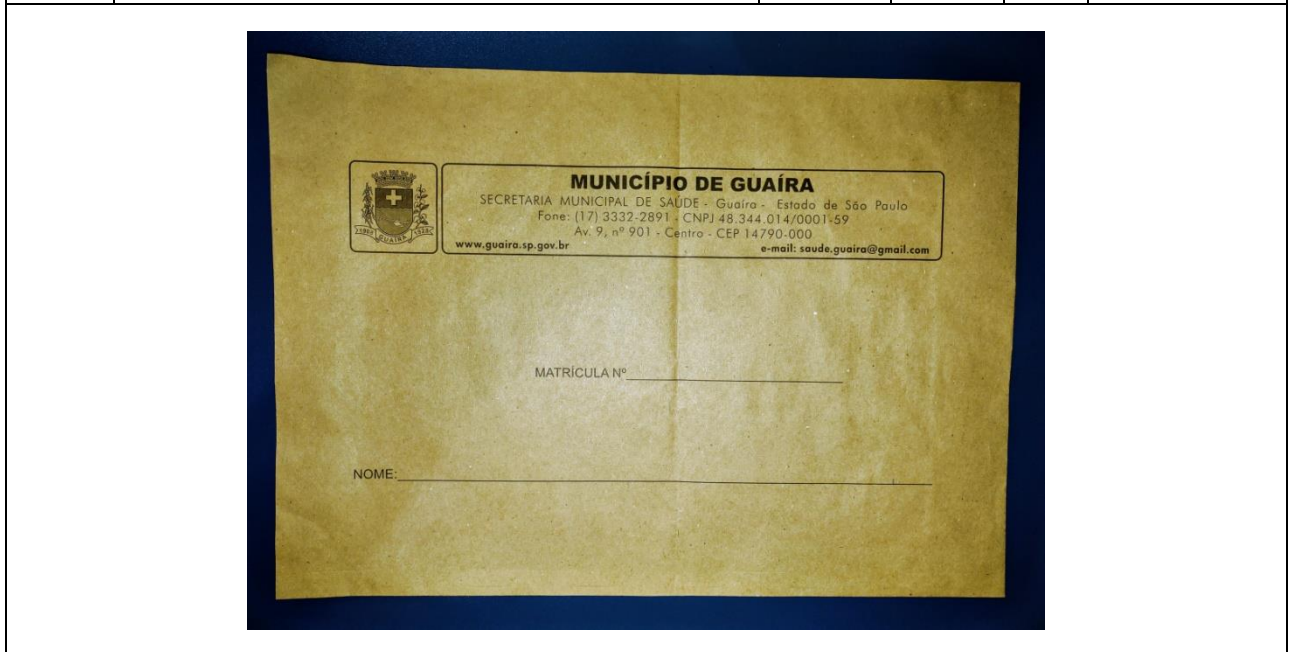 MUNICÍPIO DE GUAÍRA
SECRETARIA MUNICIPAL DE SAÚDE - Guaíra - Estado de São Paulo
Fone: (17) 3332-2891 - CNPJ 48.344.014/0001-59
Av. 9, nº 901 - Centro - CEP 14790-000
www.guaira.sp.gov.br e-mail: saude.guaira@gmail.com
GUAÍRA
MATRÍCULA Nº
NOME: